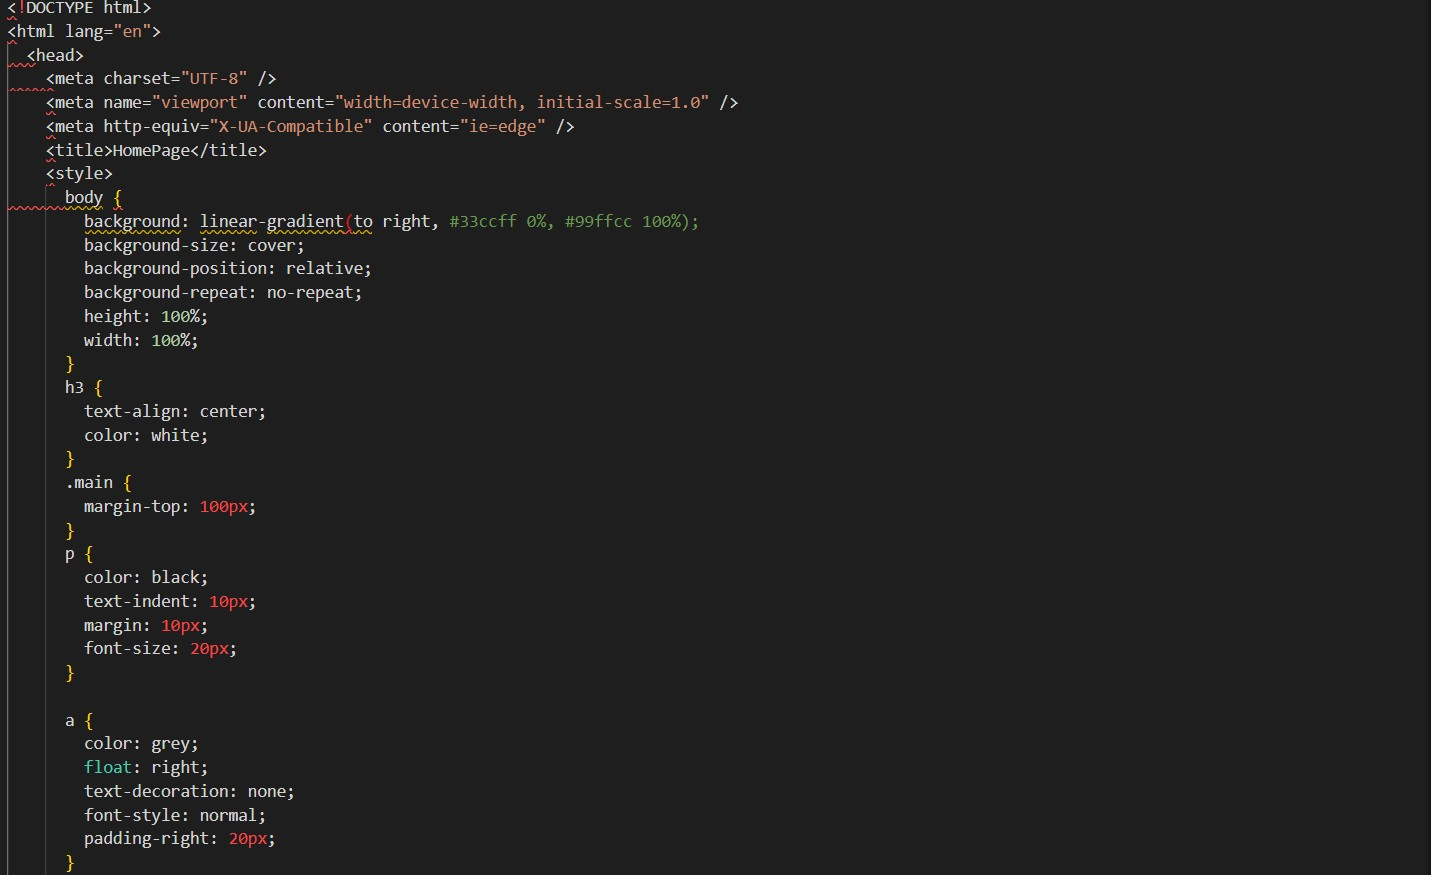 <!DOCTYPE html>
<html lang="en">
<head>
<meta charset="UTF-8" />
<meta name="viewport" content="width=device-width, initial-scale=1.0" />
<meta http-equiv="X-UA-Compatible" content="ie=edge" />
<title>HomePage</title>
<style>
body {
background: linear-gradient(to right, #33ccff 0%, #99ffcc 100%);
background-size: cover;
background-position: relative;
background-repeat: no-repeat;
height: 100%;
width: 100%;
}
h3 {
text-align: center;
color: white;
}
.main {
margin-top: 100px;
}
p {
color: black;
text-indent: 10px;
margin: 10px;
font-size: 20px;
}
a {
color: grey;
float: right;
text-decoration: none;
font-style: normal;
padding-right: 20px;
}